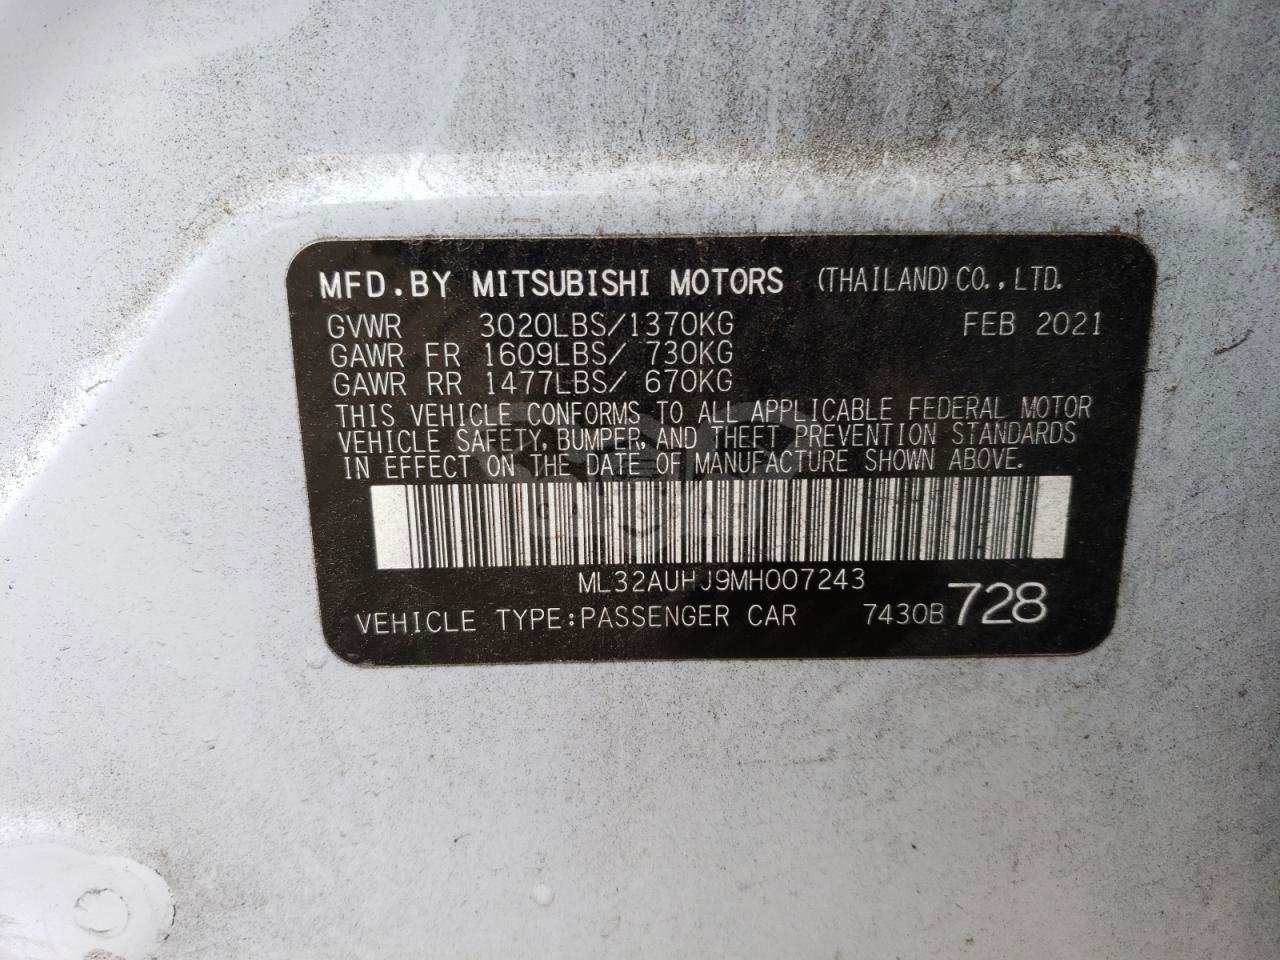 MFD.BY MITSUBISHI MOTORS (THAILAND) CO., LTD.
GVWR 3020LBS/1370KG FEB 2021
GAWR FR 1609LBS/ 730KG
GAWR RR 1477LBS/ 670KG
THIS VEHICLE CONFORMS TO ALL APPLICABLE FEDERAL MOTOR
VEHICLE SAFETY, BUMPER, AND THEFT PREVENTION STANDARDS
IN EFFECT ON THE DATE OF MANUFACTURE SHOWN ABOVE.
ML32AUHJ9MH007243
VEHICLE TYPE:PASSENGER CAR 7430B 728